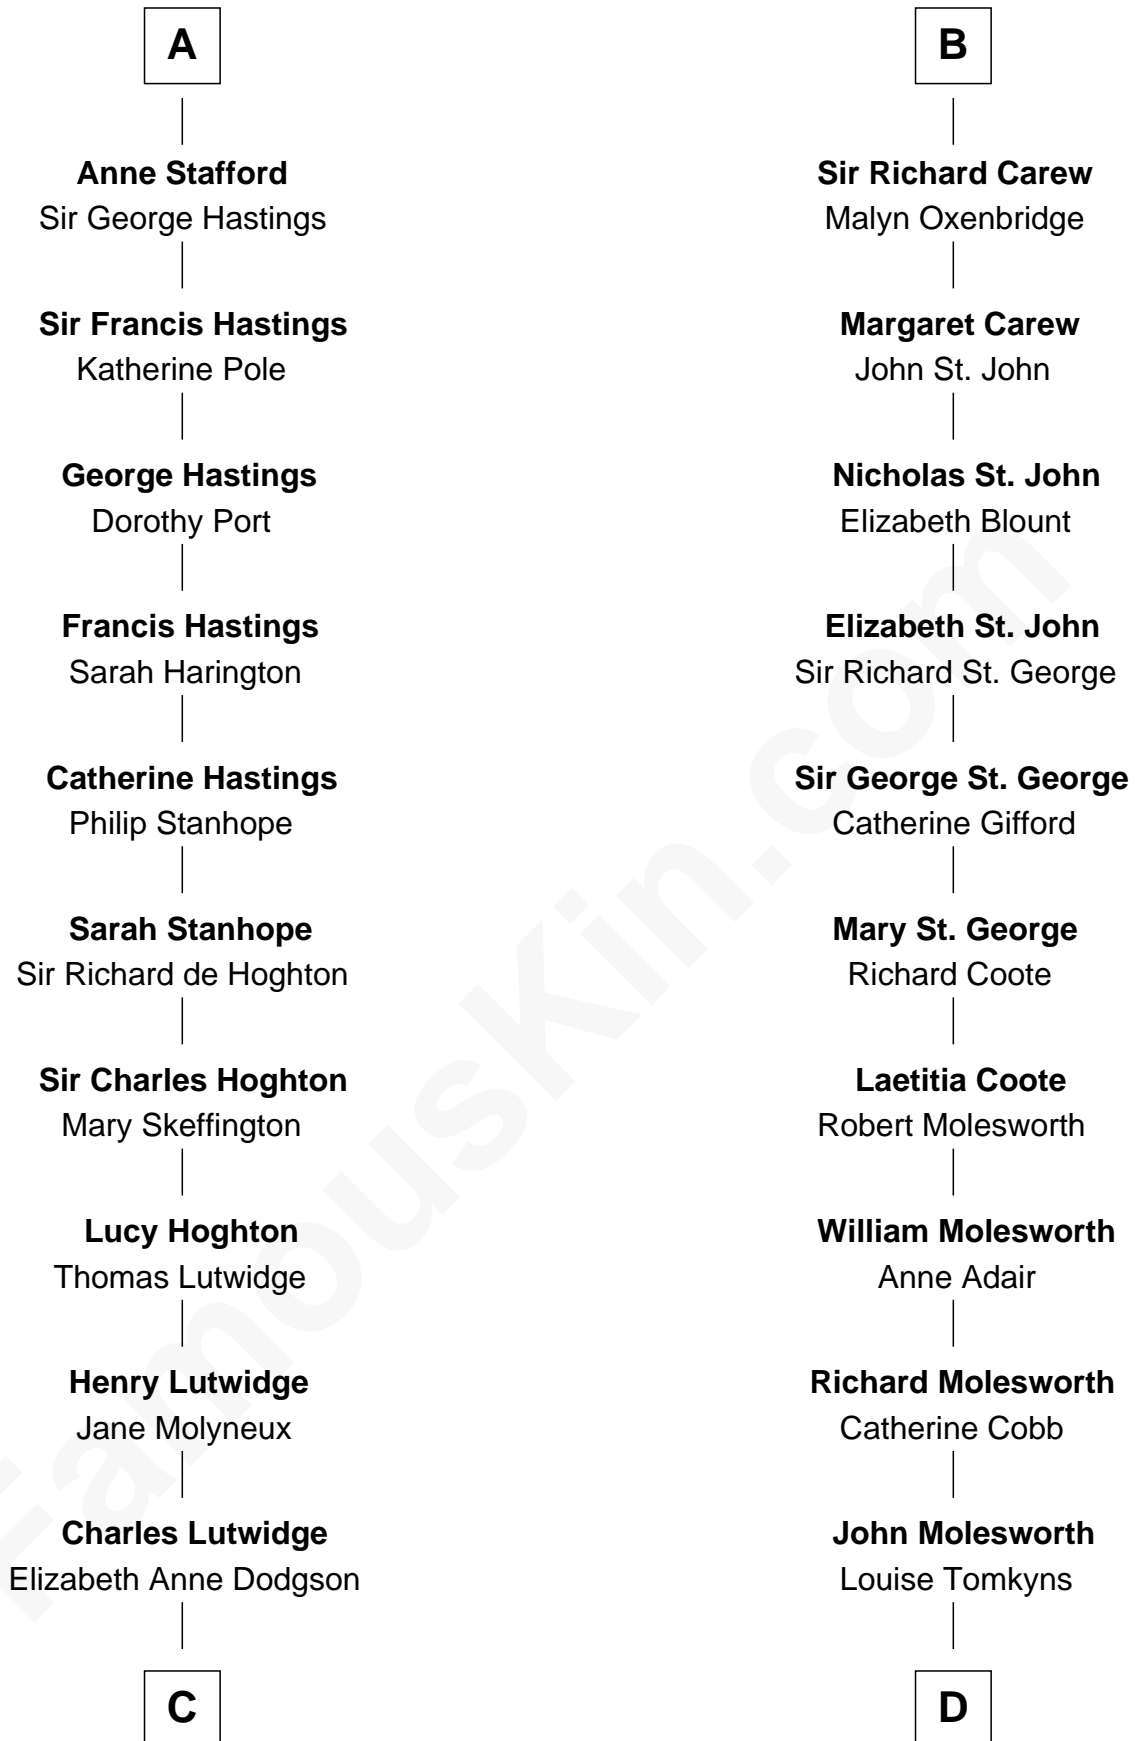 A
Anne Stafford
Sir George Hastings
Sir Francis Hastings
Katherine Pole
George Hastings
Dorothy Port
Francis Hastings
Sarah Harington
Catherine Hastings
Philip Stanhope
Sarah Stanhope
Sir Richard de Hoghton
Sir Charles Hoghton
Mary Skeffington
Lucy Hoghton
Thomas Lutwidge
Henry Lutwidge
Jane Molyneux
Charles Lutwidge
Elizabeth Anne Dodgson
C
B
Sir Richard Carew
Malyn Oxenbridge
Margaret Carew
John St. John
Nicholas St. John
Elizabeth Blount
Elizabeth St. John
Sir Richard St. George
Sir George St. George
Catherine Gifford
Mary St. George
Richard Coote
Laetitia Coote
Robert Molesworth
William Molesworth
Anne Adair
Richard Molesworth
Catherine Cobb
John Molesworth
Louise Tomkyns
D
FamousKin.com